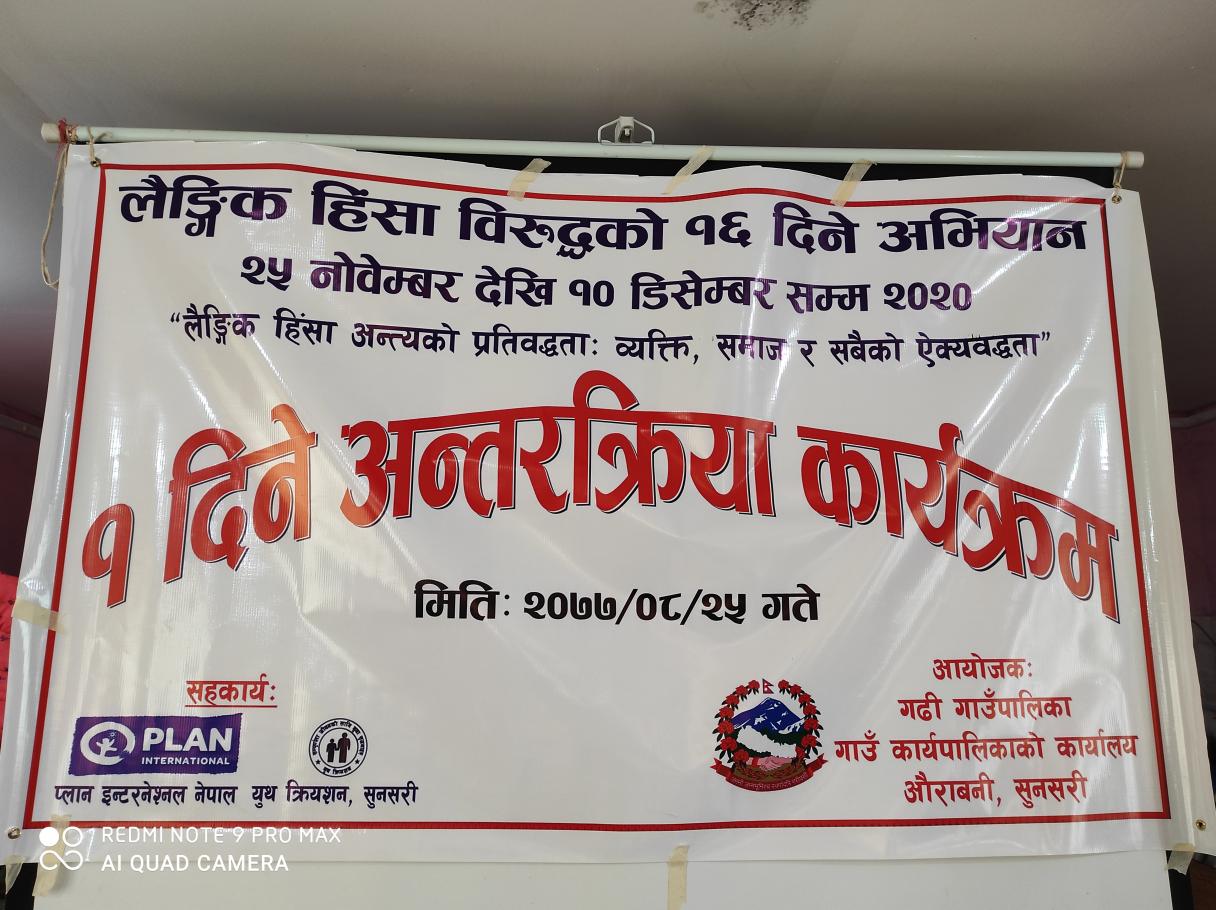 लैङ्गिक हिंसा विरुद्धको १६ दिने अभियान
२५ नोवेम्बर देखि १० डिसेम्बर सम्म २०२०
“लैङ्गिक हिंसा अन्त्यको प्रतिवद्धताः व्यक्ति, समाज र सबैको ऐक्यवद्धता”
१ दिने अन्तरक्रिया कार्यक्रम
मितिः २०७७/०८/२५ गते
सहकार्यः
PLAN
INTERNATIONAL
प्लान इन्टरनेश्नल नेपाल युथ क्रियशन, सुनसरी
आयोजकः
गढी गाउँपालिका
गाउँ कार्यपालिकाको कार्यालय
औराबनी, सुनसरी
REDMI NOTE 9 PRO MAX
AI QUAD CAMERA